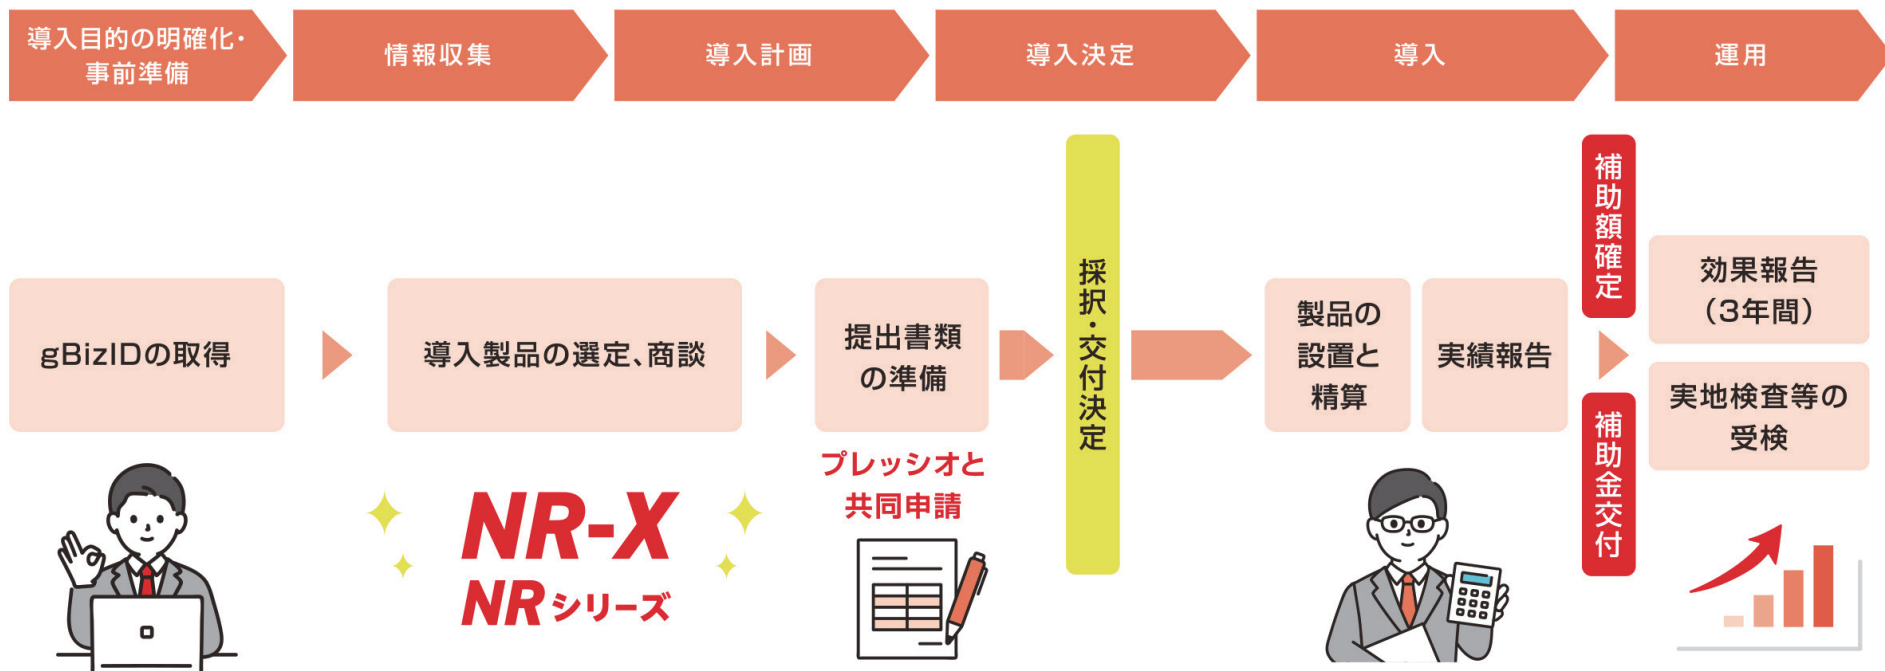 導入目的の明確化・
事前準備
情報収集
導入計画
導入決定
導入
運用
gBizIDの取得
導入製品の選定、商談
提出書類
の準備
プレッシオと
共同申請
NR-X
NRシリーズ
採択・交付決定
製品の
設置と
精算
実績報告
補助額確定
補助金交付
効果報告
（3年間）
実地検査等の
受検